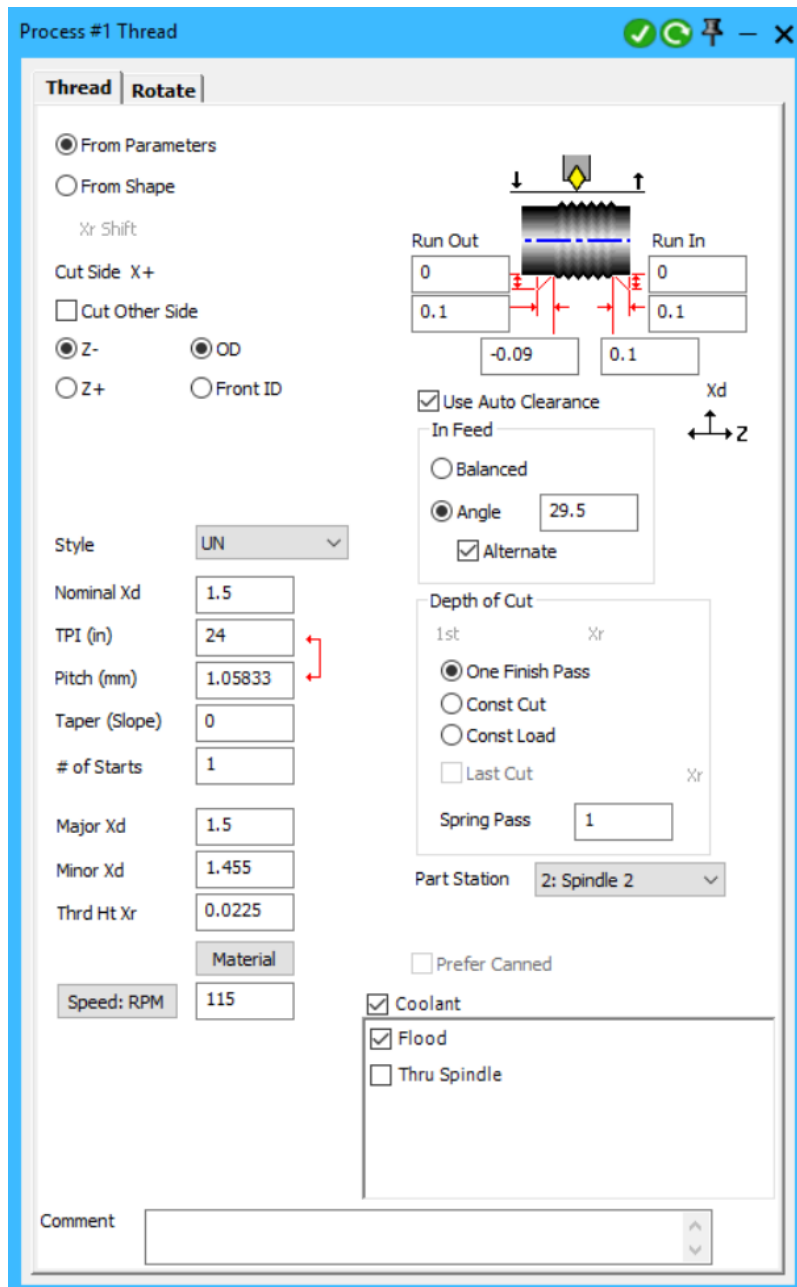 Process #1 Thread
Thread
Rotate
From Parameters
From Shape
Xr Shift
Cut Side X+
Cut Other Side
Z-
OD
Z+
Front ID
Run Out
Run In
0
0
0.1
0.1
-0.09
0.1
Use Auto Clearance
Xd
Z
In Feed
Balanced
Angle
29.5
Alternate
Style
UN
Nominal Xd
1.5
TPI (in)
24
Pitch (mm)
1.05833
Taper (Slope)
0
# of Starts
1
Major Xd
1.5
Minor Xd
1.455
Thrd Ht Xr
0.0225
Material
Speed: RPM
115
Depth of Cut
1st
Xr
One Finish Pass
Const Cut
Const Load
Last Cut
Xr
Spring Pass
1
Part Station
2: Spindle 2
Prefer Canned
Coolant
Flood
Thru Spindle
Comment